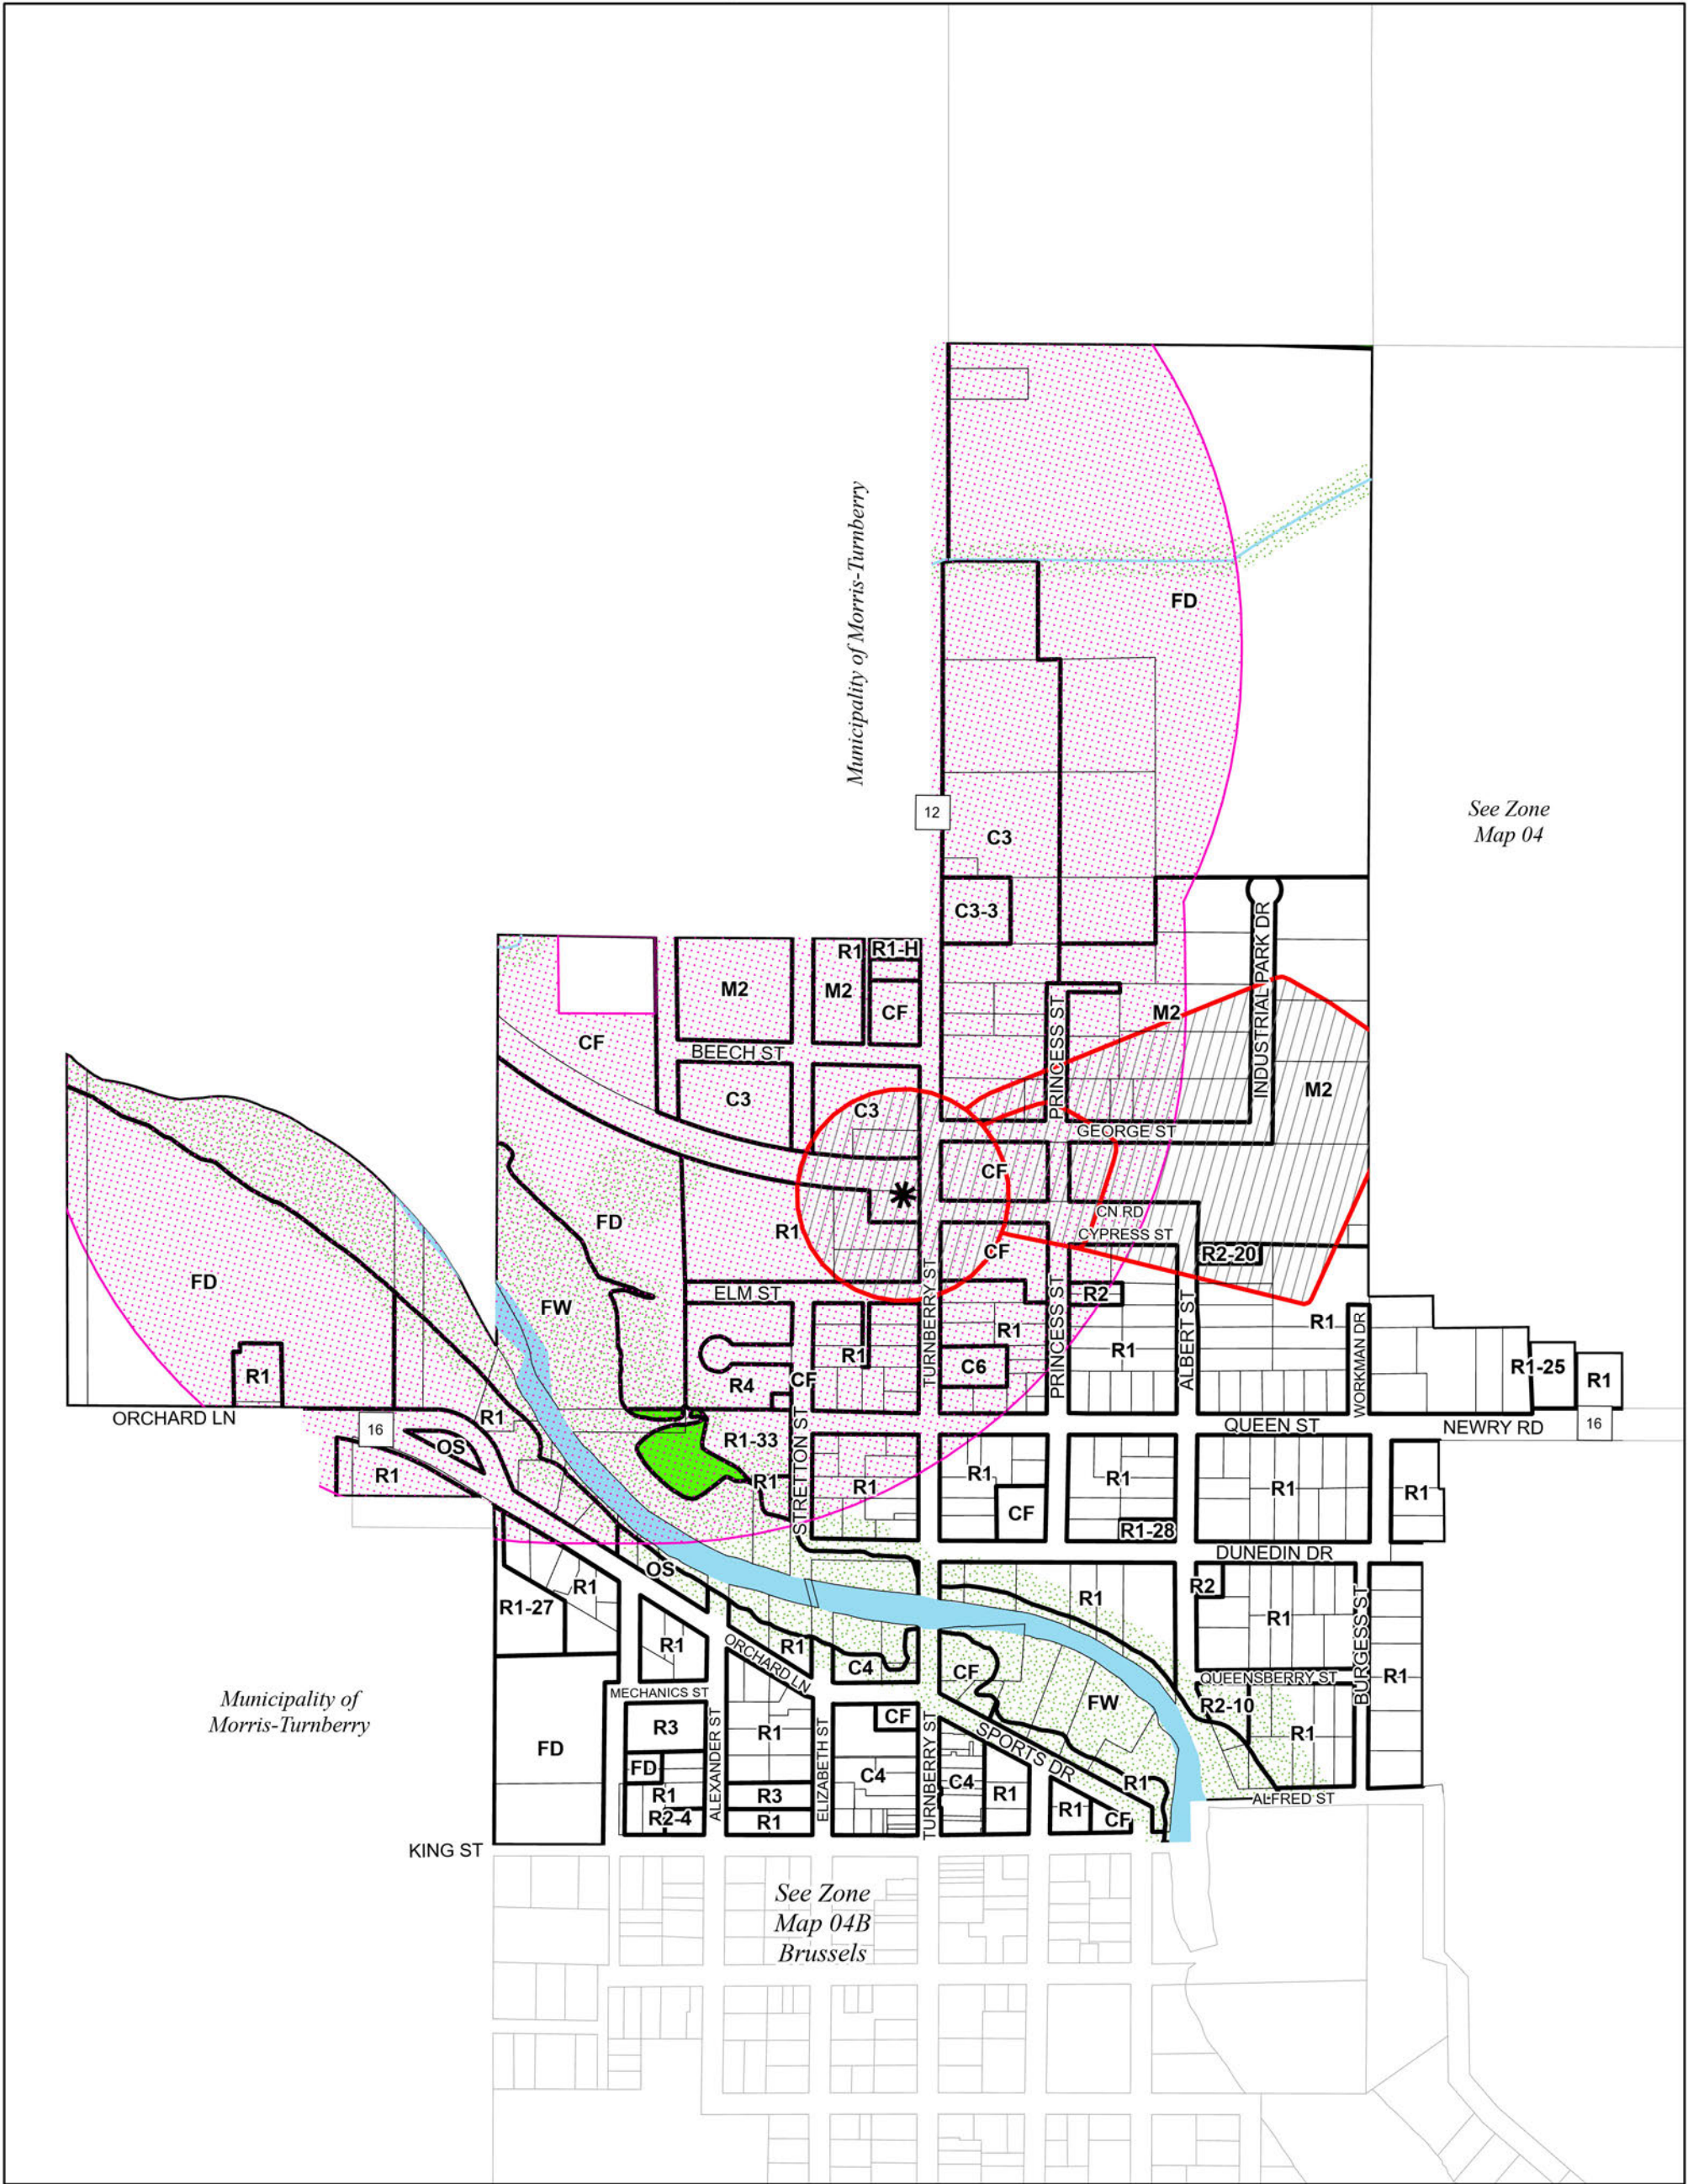 Municipality of Morris-Turnberry
FD
12
See Zone
Map 04
C3
C3-3
INDUSTRIAL PARK DR
R1
R1-H
M2
M2
CF
M2
PRINCESS ST
CF
BEECH ST
M2
C3
C3
GEORGE ST
CF
CN RD
FD
R1
CYPRESS ST
CF
R2-20
FD
ELM ST
R2
FW
TURNBERRY ST
PRINCESS ST
ALBERT ST
R1
R1
WORKMAN DR
R1
R1
C6
R1-25
R1
R1
R4
CF
ORCHARD LN
R1
16
QUEEN ST
NEWRY RD
16
OS
R1-33
STRETTON ST
R1
R1
R1
R1
R1
R1
R1
CF
R1-28
DUNEDIN DR
OS
R1
R2
R1-27
R1
R1
BURGESS ST
R1
R1
ORCHARD LN
C4
CF
QUEENSBERRY ST
R1
MECHANICS ST
FW
R2-10
Municipality of
Morris-Turnberry
R3
ALEXANDER ST
R1
ELIZABETH ST
CF
TURNBERRY ST
SPORTS DR
R1
FD
FD
C4
C4
R1
R1
R3
R1
R1
ALFRED ST
R2-4
R1
CF
KING ST
See Zone
Map 04B
Brussels